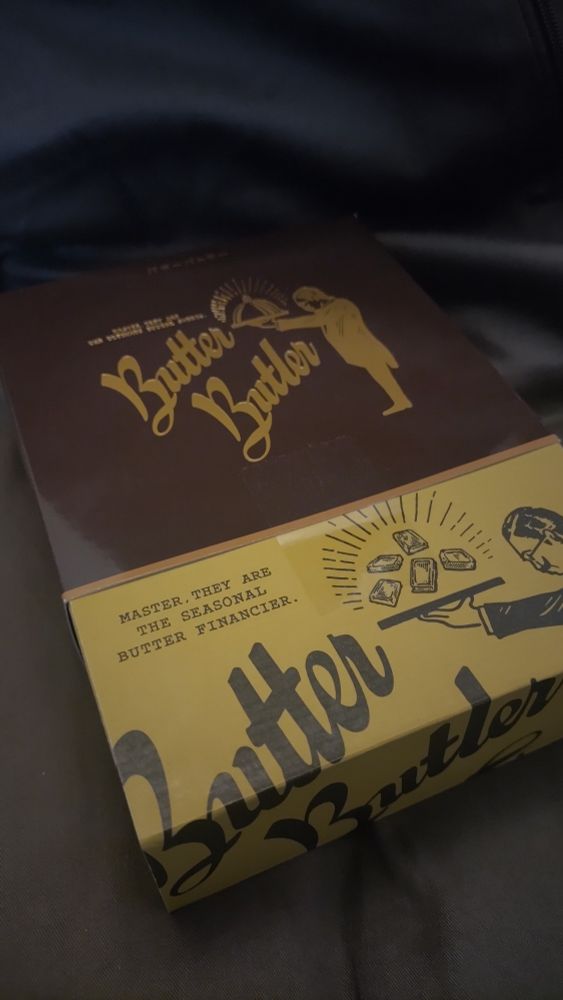 Butter
Butler
MASTER, THEY ARE
THE SEASONAL
BUTTER FINANCIER.
Butter
Butler